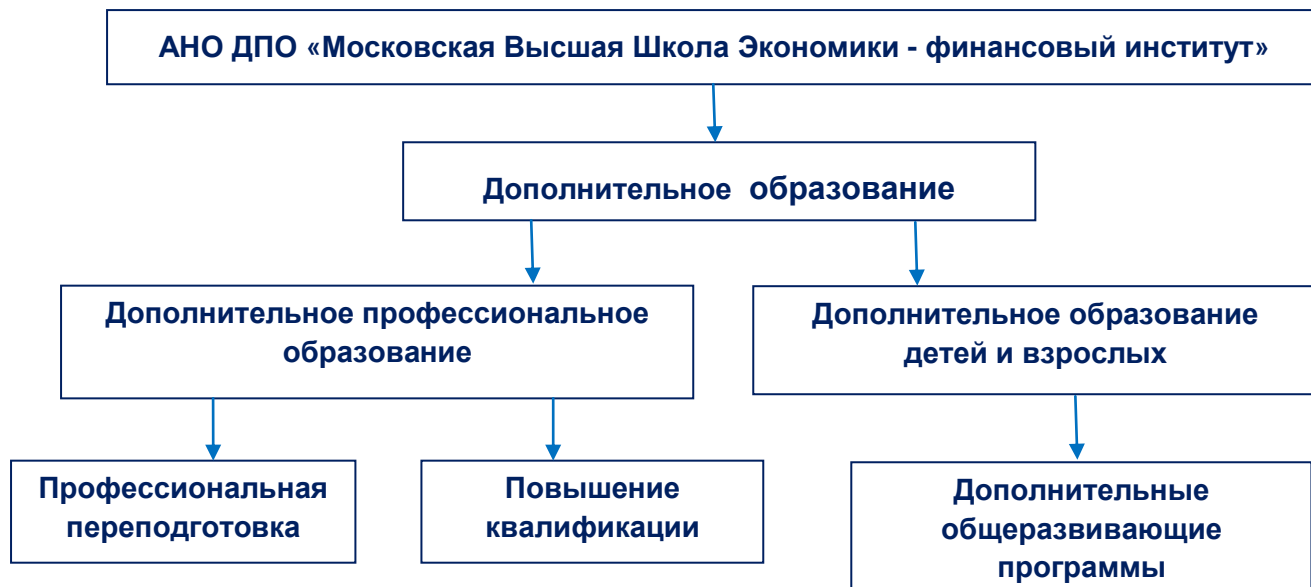 АНО ДПО «Московская Высшая Школа Экономики - финансовый институт»
Дополнительное образование
Дополнительное профессиональное
образование
Дополнительное образование
детей и взрослых
Профессиональная
переподготовка
Повышение
квалификации
Дополнительные
общеразвивающие
программы